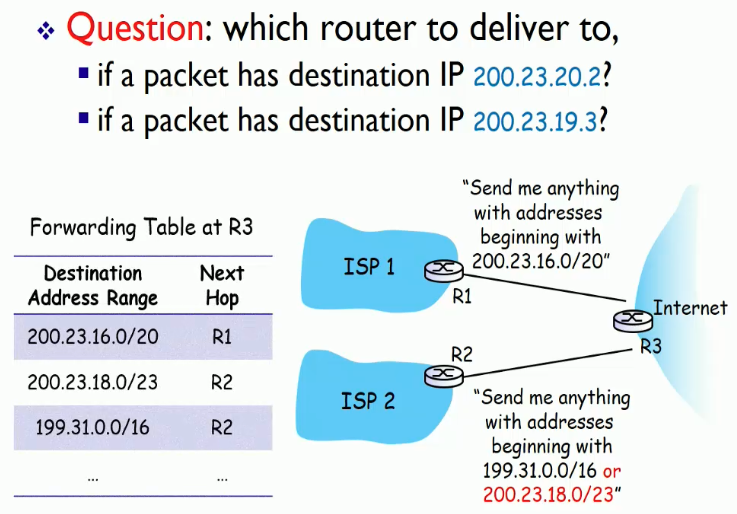 Question: which router to deliver to,
if a packet has destination IP 200.23.20.2?
if a packet has destination IP 200.23.19.3?
Forwarding Table at R3
Destination Address Range Next Hop
200.23.16.0/20 R1
200.23.18.0/23 R2
199.31.0.0/16 R2
... ...
ISP 1
R1
"Send me anything
with addresses
beginning with
200.23.16.0/20"
Internet
R3
ISP 2
R2
"Send me anything
with addresses
beginning with
199.31.0.0/16 or
200.23.18.0/23"